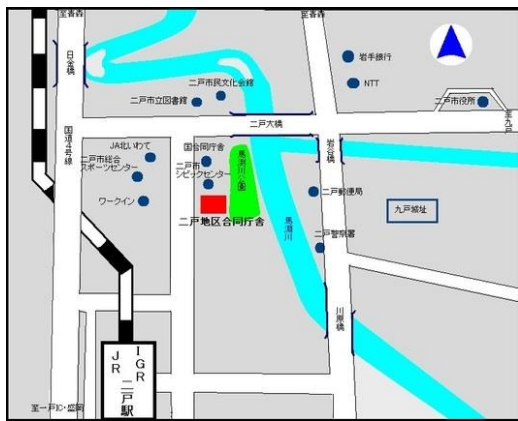 至青森
至青森
日金橋
岩手銀行
NTT
二戸市民文化会館
二戸市立図書館
二戸市役所
至九戸
二戸大橋
国道4号線
JA北いわて
二戸市総合
スポーツセンター
ワークイン
国合同庁舎
二戸市
シビックセンター
馬淵川公園
岩谷橋
二戸郵便局
九戸城址
馬淵川
二戸地区合同庁舎
二戸警察署
川原橋
JR
IGR
二戸駅
至一戸IC・盛岡